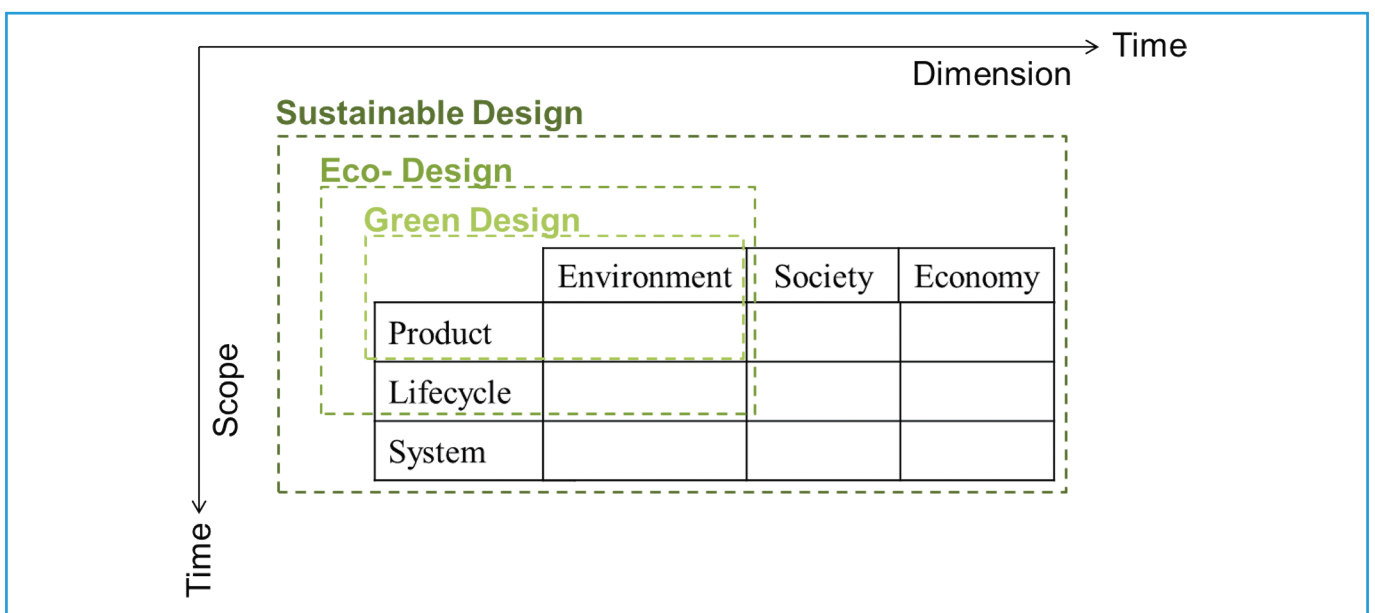 Time
Dimension
Sustainable Design
Eco- Design
Green Design
Environment Society Economy
Product
Lifecycle
System
Scope
Time